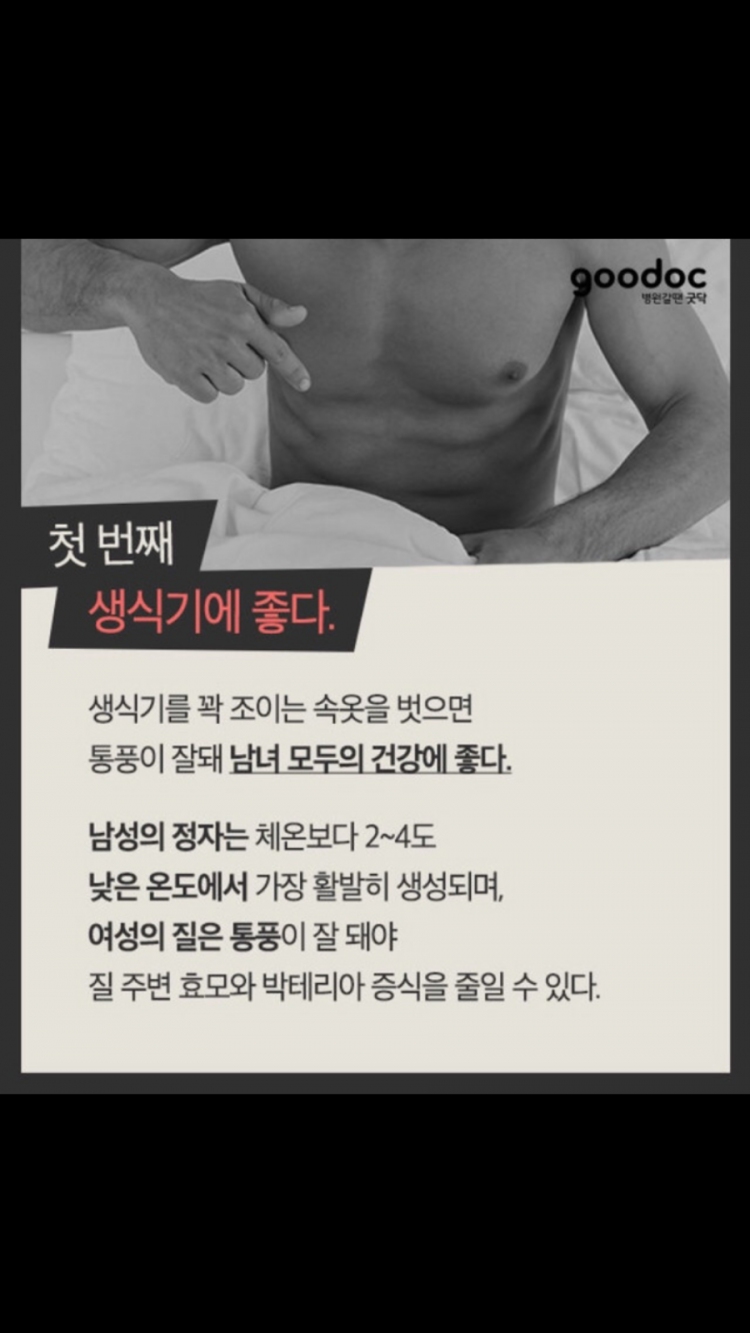 goodoc
병원갈땐 굿닥
첫 번째
생식기에 좋다.
생식기를 꽉 조이는 속옷을 벗으면
통풍이 잘돼 남녀 모두의 건강에 좋다.
남성의 정자는 체온보다 2~4도
낮은 온도에서 가장 활발히 생성되며,
여성의 질은 통풍이 잘 돼야
질 주변 효모와 박테리아 증식을 줄일 수 있다.